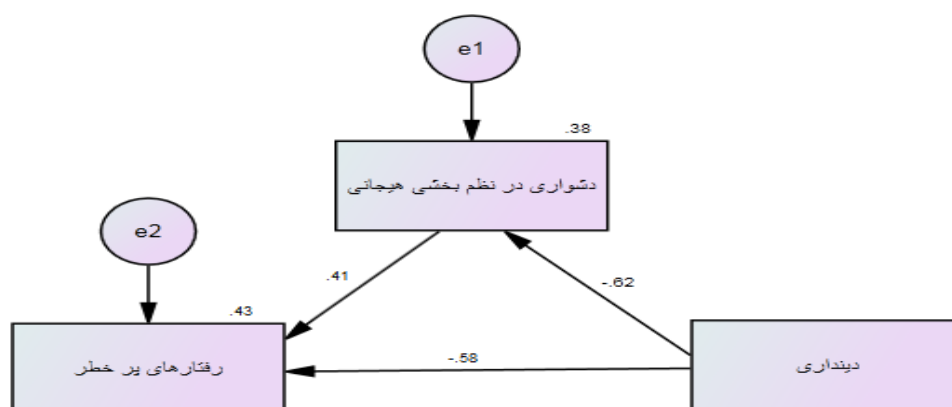 e1
.38
دشواری در نظم بخشی هیجانی
e2
.41
-.62
.43
رفتارهای پر خطر
-.58
دینداری